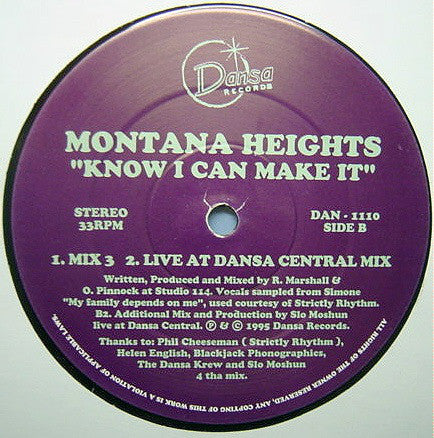 Dansa
RECORDS
MONTANA HEIGHTS
"KNOW I CAN MAKE IT"
STEREO
33RPM
DAN - 1110
SIDE B
1. MIX 3 2. LIVE AT DANSA CENTRAL MIX
Written, Produced and Mixed by R. Marshall &
O. Pinnock at Studio 114. Vocals sampled from Simone
"My family depends on me", used courtesy of Strictly Rhythm.
B2. Additional Mix and Production by Slo Moshun
live at Dansa Central. ℗ & © 1995 Dansa Records.
Thanks to: Phil Cheeseman ( Strictly Rhythm ),
Helen English, Blackjack Phonographics,
The Dansa Krew and Slo Moshun
4 tha mix.
ALL RIGHTS OF THE OWNER RESERVED, ANY COPYING OF THIS WORK IS A VIOLATION OF APPLICABLE LAWS.